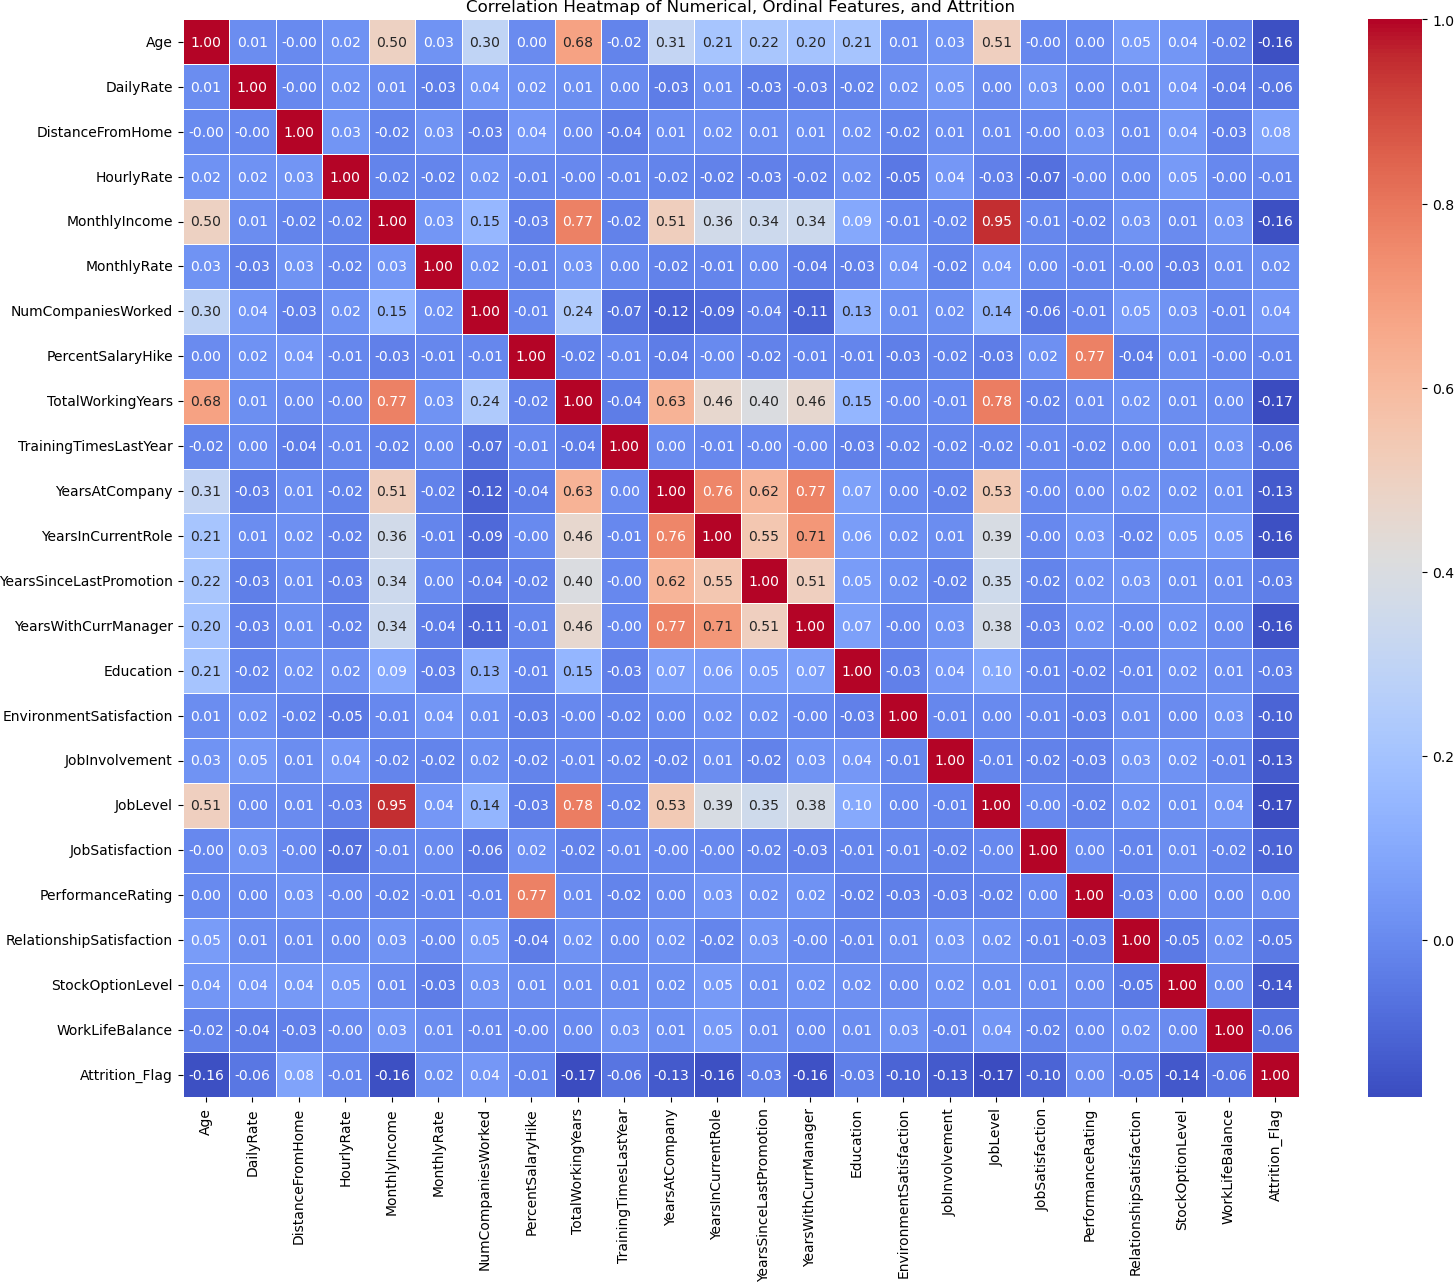 Correlation Heatmap of Numerical, Ordinal Features, and Attrition
Age 1.00 0.01 -0.00 0.02 0.50 0.03 0.30 0.00 0.68 -0.02 0.31 0.21 0.22 0.20 0.21 0.01 0.03 0.51 -0.00 0.00 0.05 0.04 -0.02 -0.16
DailyRate 0.01 1.00 -0.00 0.02 0.01 -0.03 0.04 0.02 0.01 0.00 -0.03 0.01 -0.03 -0.03 -0.02 0.02 0.05 0.00 0.03 0.00 0.01 0.04 -0.04 -0.06
DistanceFromHome -0.00 -0.00 1.00 0.03 -0.02 0.03 -0.03 0.04 0.00 -0.04 0.01 0.02 0.01 0.01 0.02 -0.02 0.01 0.01 -0.00 0.03 0.01 0.04 -0.03 0.08
HourlyRate 0.02 0.02 0.03 1.00 -0.02 -0.02 0.02 -0.01 -0.00 -0.01 -0.02 -0.02 -0.03 -0.02 0.02 -0.05 0.04 -0.03 -0.07 -0.00 0.00 0.05 -0.00 -0.01
MonthlyIncome 0.50 0.01 -0.02 -0.02 1.00 0.03 0.15 -0.03 0.77 -0.02 0.51 0.36 0.34 0.34 0.09 -0.01 -0.02 0.95 -0.01 -0.02 0.03 0.01 0.03 -0.16
MonthlyRate 0.03 -0.03 0.03 -0.02 0.03 1.00 0.02 -0.01 0.03 0.00 -0.02 -0.01 0.00 -0.04 -0.03 0.04 -0.02 0.04 0.00 -0.01 -0.00 -0.03 0.01 0.02
NumCompaniesWorked 0.30 0.04 -0.03 0.02 0.15 0.02 1.00 -0.01 0.24 -0.07 -0.12 -0.09 -0.04 -0.11 0.13 0.01 0.02 0.14 -0.06 -0.01 0.05 0.03 -0.01 0.04
PercentSalaryHike 0.00 0.02 0.04 -0.01 -0.03 -0.01 -0.01 1.00 -0.02 -0.01 -0.04 -0.00 -0.02 -0.01 -0.01 -0.03 -0.02 -0.03 0.02 0.77 -0.04 0.01 -0.00 -0.01
TotalWorkingYears 0.68 0.01 0.00 -0.00 0.77 0.03 0.24 -0.02 1.00 -0.04 0.63 0.46 0.40 0.46 0.15 -0.00 -0.01 0.78 -0.02 0.01 0.02 0.01 0.00 -0.17
TrainingTimesLastYear -0.02 0.00 -0.04 -0.01 -0.02 0.00 -0.07 -0.01 -0.04 1.00 0.00 -0.01 -0.00 -0.00 -0.03 -0.02 -0.02 -0.02 -0.01 -0.02 0.00 0.01 0.03 -0.06
YearsAtCompany 0.31 -0.03 0.01 -0.02 0.51 -0.02 -0.12 -0.04 0.63 0.00 1.00 0.76 0.62 0.77 0.07 0.00 -0.02 0.53 -0.00 0.00 0.02 0.02 0.01 -0.13
YearsInCurrentRole 0.21 0.01 0.02 -0.02 0.36 -0.01 -0.09 -0.00 0.46 -0.01 0.76 1.00 0.55 0.71 0.06 0.02 0.01 0.39 -0.00 0.03 -0.02 0.05 0.05 -0.16
YearsSinceLastPromotion 0.22 -0.03 0.01 -0.03 0.34 0.00 -0.04 -0.02 0.40 -0.00 0.62 0.55 1.00 0.51 0.05 0.02 -0.02 0.35 -0.02 0.02 0.03 0.01 0.01 -0.03
YearsWithCurrManager 0.20 -0.03 0.01 -0.02 0.34 -0.04 -0.11 -0.01 0.46 -0.00 0.77 0.71 0.51 1.00 0.07 -0.00 0.03 0.38 -0.03 0.02 -0.00 0.02 0.00 -0.16
Education 0.21 -0.02 0.02 0.02 0.09 -0.03 0.13 -0.01 0.15 -0.03 0.07 0.06 0.05 0.07 1.00 -0.03 0.04 0.10 -0.01 -0.02 -0.01 0.02 0.01 -0.03
EnvironmentSatisfaction 0.01 0.02 -0.02 -0.05 -0.01 0.04 0.01 -0.03 -0.00 -0.02 0.00 0.02 0.02 -0.00 -0.03 1.00 -0.01 0.00 -0.01 -0.03 0.01 0.00 0.03 -0.10
JobInvolvement 0.03 0.05 0.01 0.04 -0.02 -0.02 0.02 -0.02 -0.01 -0.02 -0.02 0.01 -0.02 0.03 0.04 -0.01 1.00 -0.01 -0.02 -0.03 0.03 0.02 -0.01 -0.13
JobLevel 0.51 0.00 0.01 -0.03 0.95 0.04 0.14 -0.03 0.78 -0.02 0.53 0.39 0.35 0.38 0.10 0.00 -0.01 1.00 -0.00 -0.02 0.02 0.01 0.04 -0.17
JobSatisfaction -0.00 0.03 -0.00 -0.07 -0.01 0.00 -0.06 0.02 -0.02 -0.01 -0.00 -0.00 -0.02 -0.03 -0.01 -0.01 -0.02 -0.00 1.00 0.00 -0.01 0.01 -0.02 -0.10
PerformanceRating 0.00 0.00 0.03 -0.00 -0.02 -0.01 -0.01 0.77 0.01 -0.02 0.00 0.03 0.02 0.02 -0.02 -0.03 -0.03 -0.02 0.00 1.00 -0.03 0.00 0.00 0.00
RelationshipSatisfaction 0.05 0.01 0.01 0.00 0.03 -0.00 0.05 -0.04 0.02 0.00 0.02 -0.02 0.03 -0.00 -0.01 0.01 0.03 0.02 -0.01 -0.03 1.00 -0.05 0.02 -0.05
StockOptionLevel 0.04 0.04 0.04 0.05 0.01 -0.03 0.03 0.01 0.01 0.01 0.02 0.05 0.01 0.02 0.02 0.00 0.02 0.01 0.01 0.00 -0.05 1.00 0.00 -0.14
WorkLifeBalance -0.02 -0.04 -0.03 -0.00 0.03 0.01 -0.01 -0.00 0.00 0.03 0.01 0.05 0.01 0.00 0.01 0.03 -0.01 0.04 -0.02 0.00 0.02 0.00 1.00 -0.06
Attrition_Flag -0.16 -0.06 0.08 -0.01 -0.16 0.02 0.04 -0.01 -0.17 -0.06 -0.13 -0.16 -0.03 -0.16 -0.03 -0.10 -0.13 -0.17 -0.10 0.00 -0.05 -0.14 -0.06 1.00
Age
DailyRate
DistanceFromHome
HourlyRate
MonthlyIncome
MonthlyRate
NumCompaniesWorked
PercentSalaryHike
TotalWorkingYears
TrainingTimesLastYear
YearsAtCompany
YearsInCurrentRole
YearsSinceLastPromotion
YearsWithCurrManager
Education
EnvironmentSatisfaction
JobInvolvement
JobLevel
JobSatisfaction
PerformanceRating
RelationshipSatisfaction
StockOptionLevel
WorkLifeBalance
Attrition_Flag
1.0
0.8
0.6
0.4
0.2
0.0